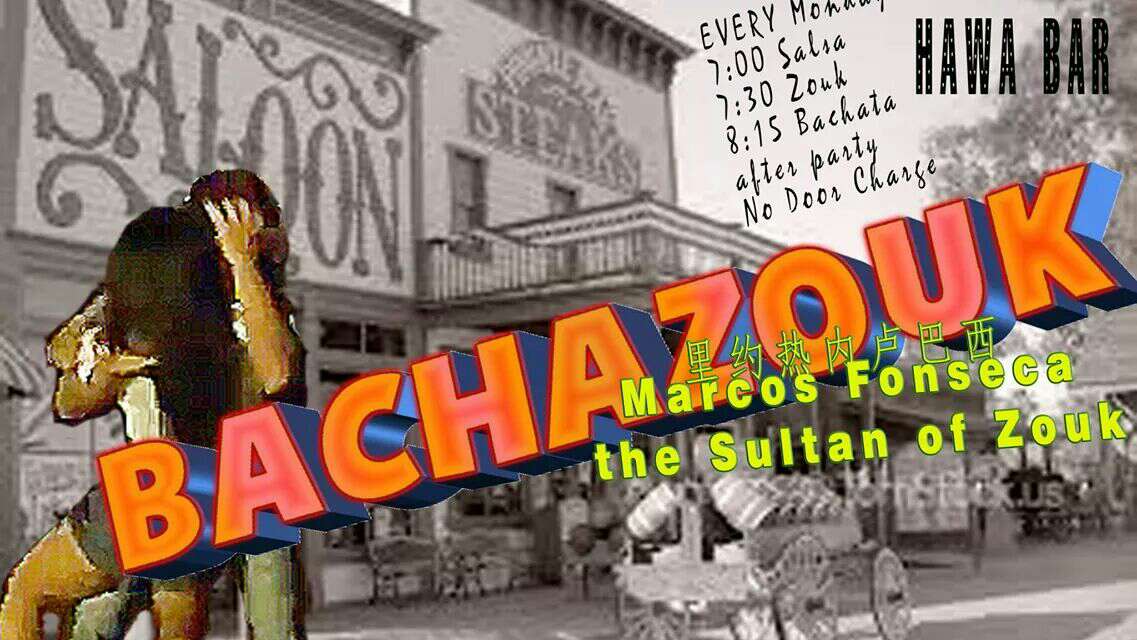 SALOON
EVERY Monday
7:00 Salsa
7:30 Zouk
8:15 Bachata
after party
No Door Charge
HAWA BAR
BACHAZOUK
里约热内卢巴西
Marcos Fonseca
the Sultan of Zouk